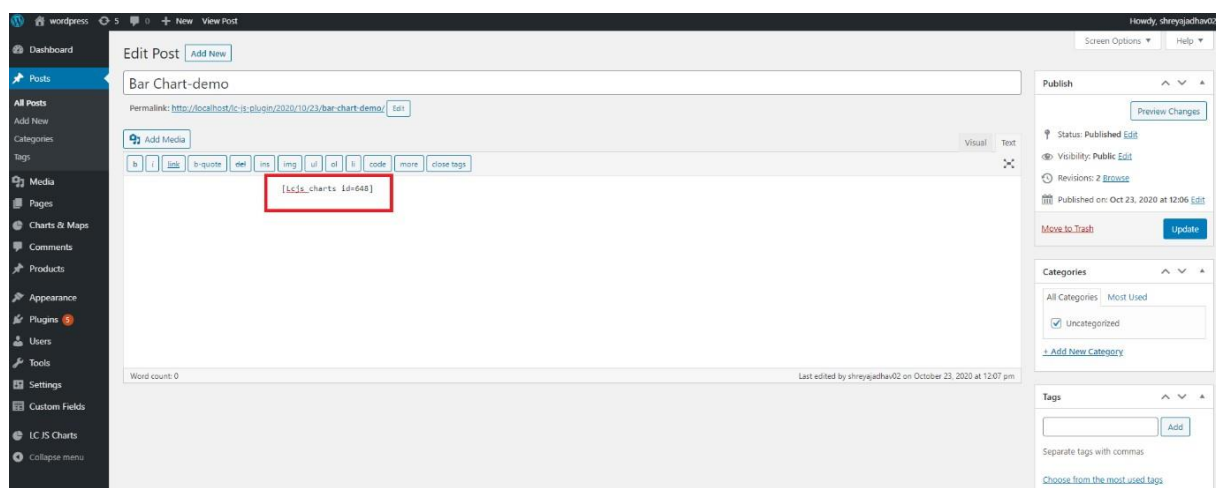 wordpress 5 0 + New View Post
Howdy, shreyajadhav02
Screen Options Help
Dashboard
Posts
All Posts
Add New
Categories
Tags
Media
Pages
Charts & Maps
Comments
Products
Appearance
Plugins 5
Users
Tools
Settings
Custom Fields
LC JS Charts
Collapse menu
Edit Post Add New
Bar Chart-demo
Permalink: http://localhost/lc-js-plugin/2020/10/23/bar-chart-demo/ Edit
Add Media
Visual Text
b i link b-quote del ins img ul ol li code more close tags
[Lcjs_charts id=648]
Word count: 0
Last edited by shreyajadhav02 on October 23, 2020 at 12:07 pm
Publish
Preview Changes
Status: Published Edit
Visibility: Public Edit
Revisions: 2 Browse
Published on: Oct 23, 2020 at 12:06 Edit
Move to Trash Update
Categories
All Categories Most Used
Uncategorized
+ Add New Category
Tags
Add
Separate tags with commas
Choose from the most used tags